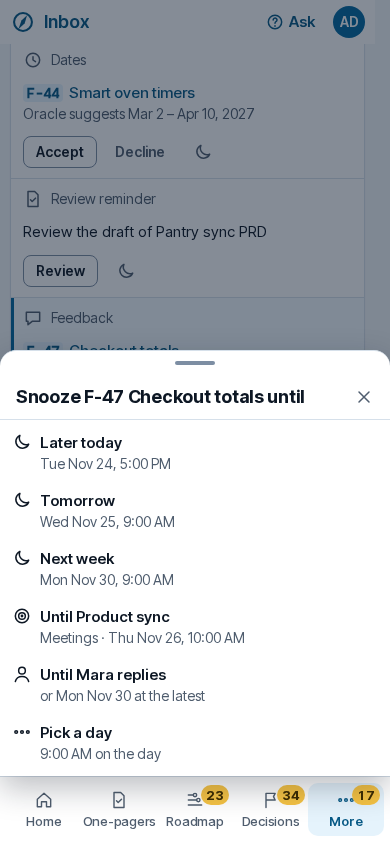 Inbox
Ask
AD
Dates
F-44 Smart oven timers
Oracle suggests Mar 2 – Apr 10, 2027
Accept
Decline
Review reminder
Review the draft of Pantry sync PRD
Review
Feedback
F-47 Checkout totals
Snooze F-47 Checkout totals until
Later today
Tue Nov 24, 5:00 PM
Tomorrow
Wed Nov 25, 9:00 AM
Next week
Mon Nov 30, 9:00 AM
Until Product sync
Meetings · Thu Nov 26, 10:00 AM
Until Mara replies
or Mon Nov 30 at the latest
Pick a day
9:00 AM on the day
23
34
17
Home
One-pagers
Roadmap
Decisions
More